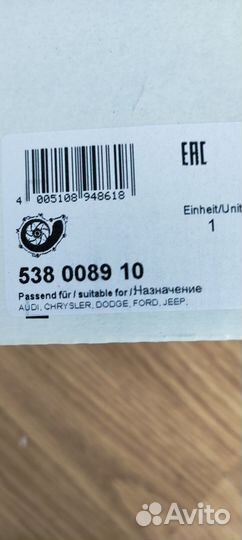 EAC
4 005108 948618
Einheit/Unit
1
538 0089 10
Passend für / suitable for / Назначение
AUDI, CHRYSLER, DODGE, FORD, JEEP,
Avito